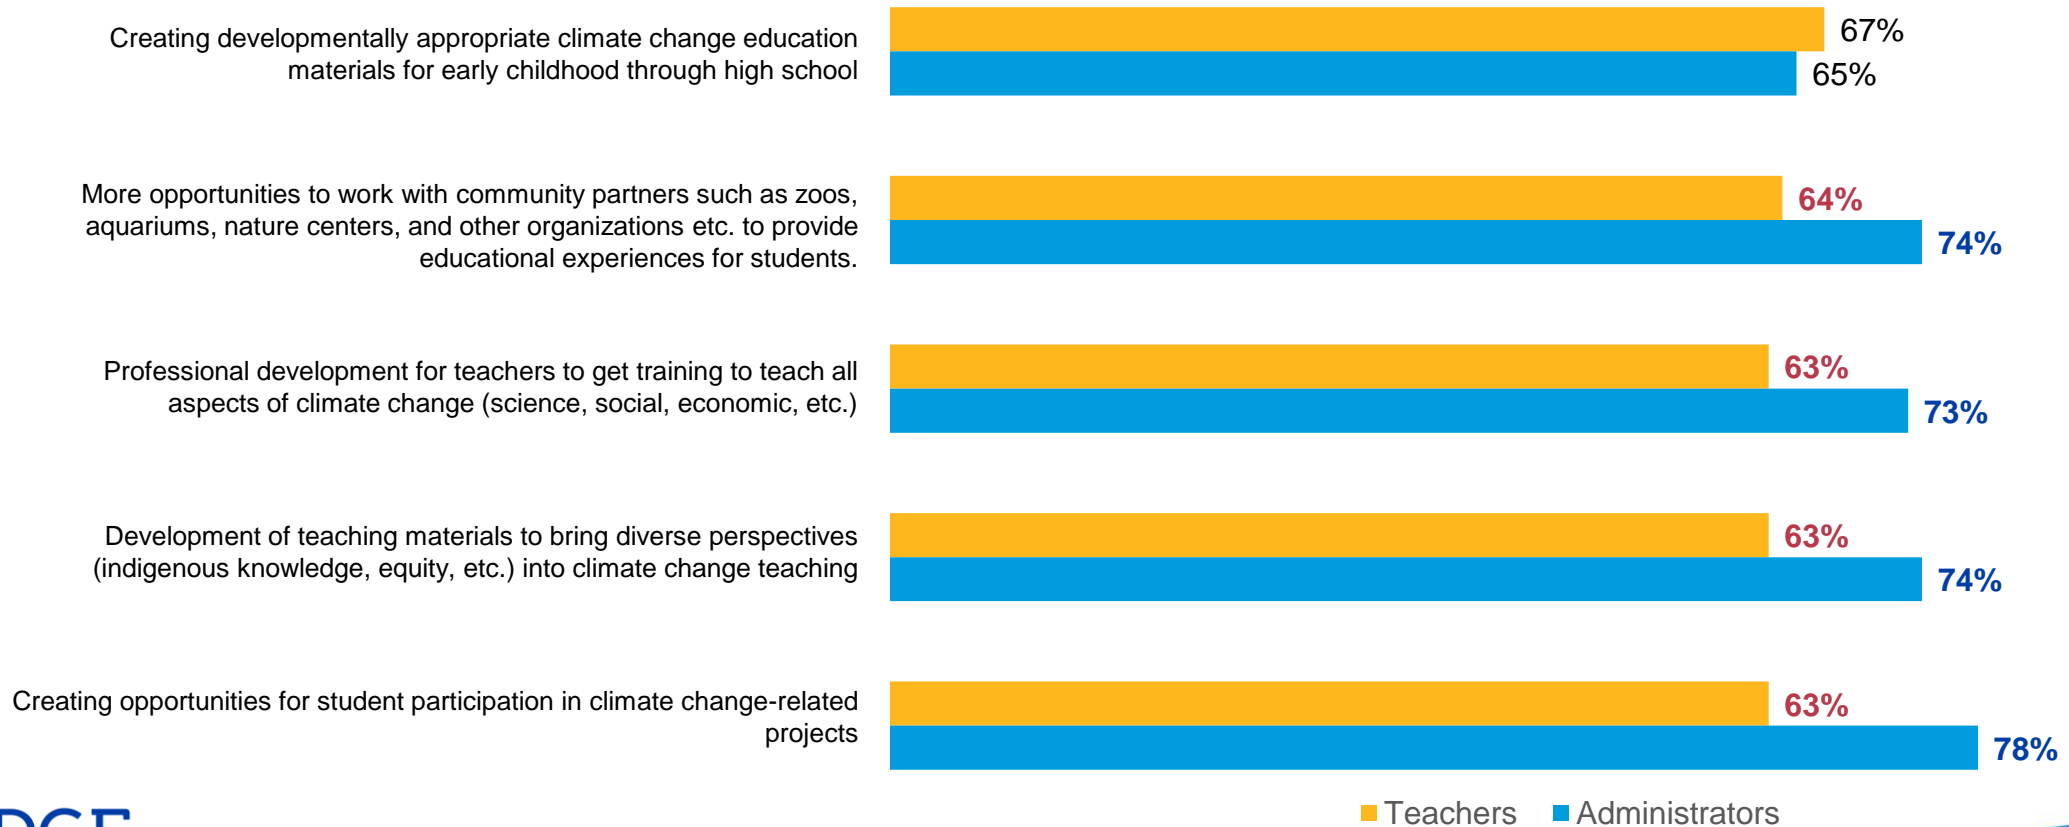 Creating developmentally appropriate climate change education
materials for early childhood through high school
67%
65%
More opportunities to work with community partners such as zoos,
aquariums, nature centers, and other organizations etc. to provide
educational experiences for students.
64%
74%
Professional development for teachers to get training to teach all
aspects of climate change (science, social, economic, etc.)
63%
73%
Development of teaching materials to bring diverse perspectives
(indigenous knowledge, equity, etc.) into climate change teaching
63%
74%
Creating opportunities for student participation in climate change-related
projects
63%
78%
Teachers Administrators